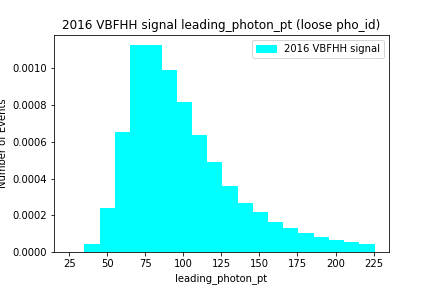 2016 VBFHH signal leading_photon_pt (loose pho_id)
2016 VBFHH signal
Number of Events
0.0010
0.0008
0.0006
0.0004
0.0002
0.0000
25 50 75 100 125 150 175 200 225
leading_photon_pt